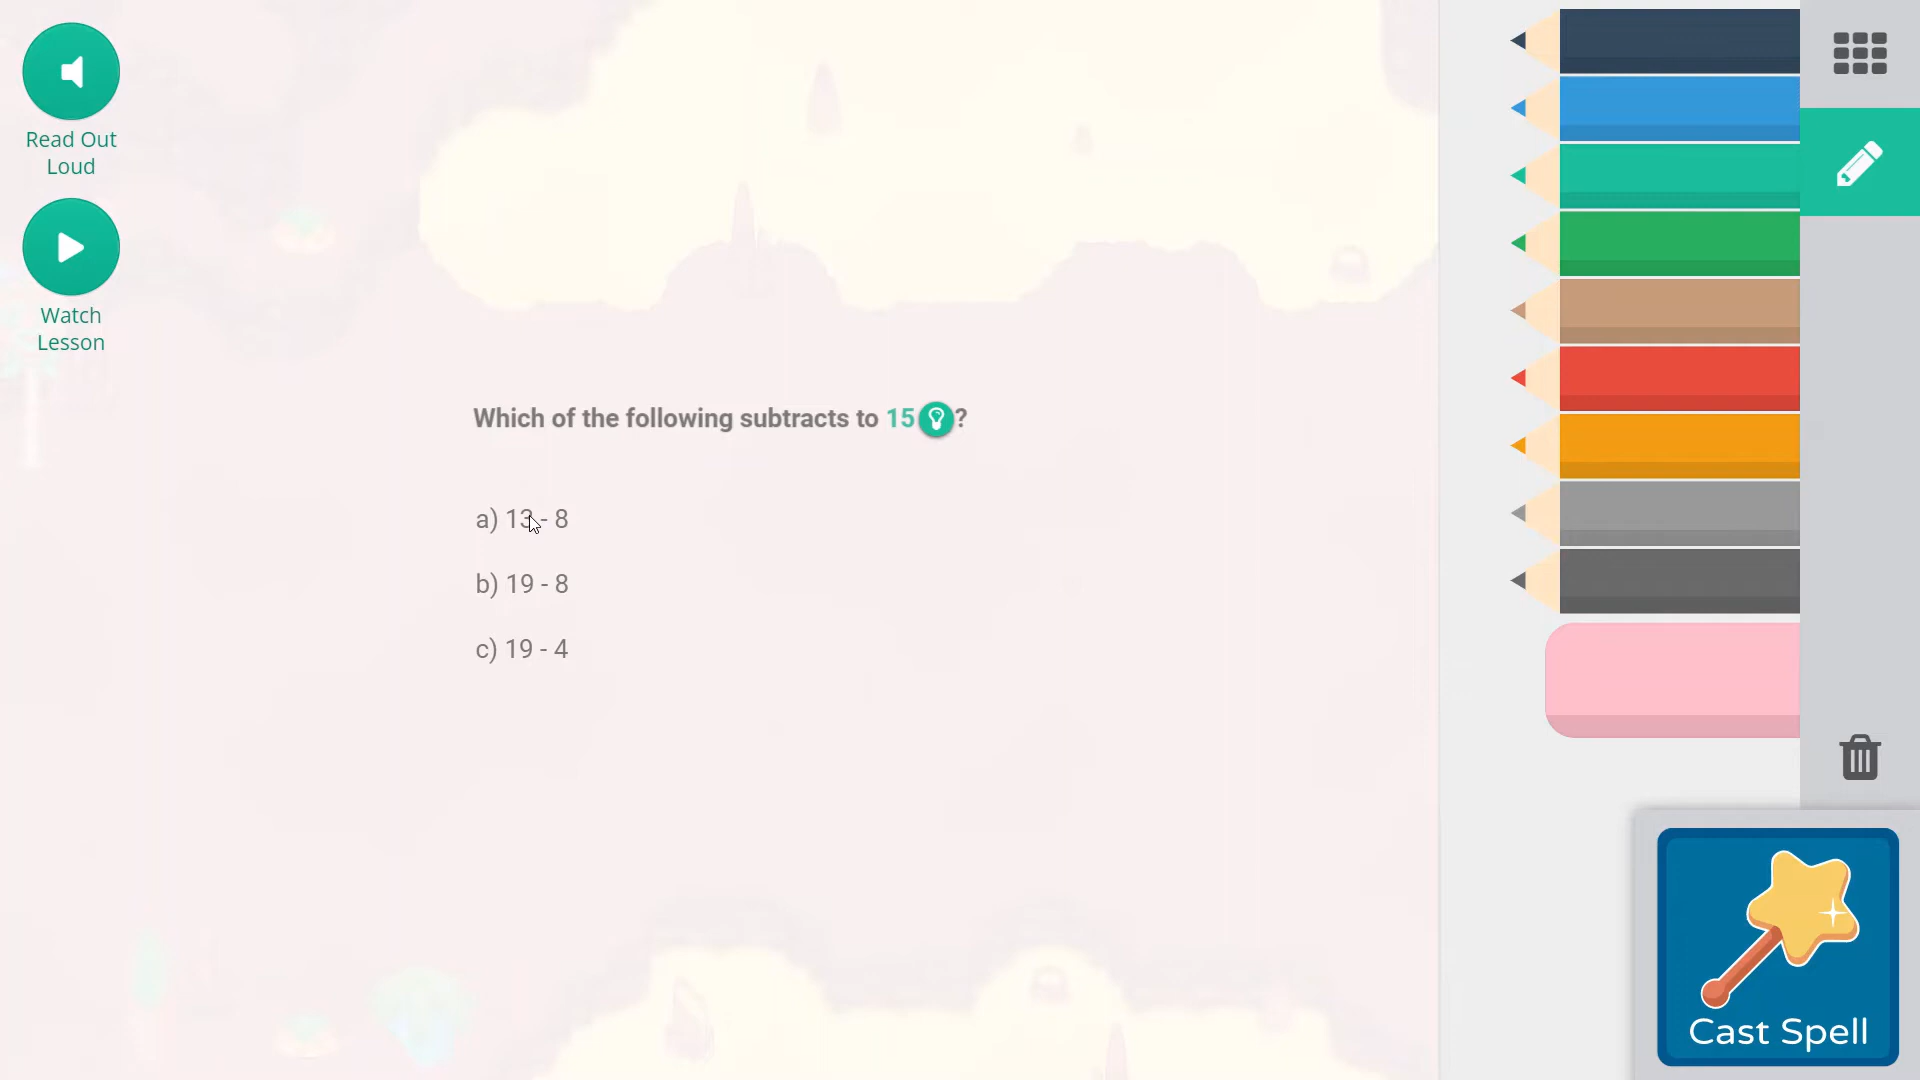 Read Out
Loud
Watch
Lesson
Which of the following subtracts to 15?
a) 13 - 8
b) 19 - 8
c) 19 - 4
Cast Spell